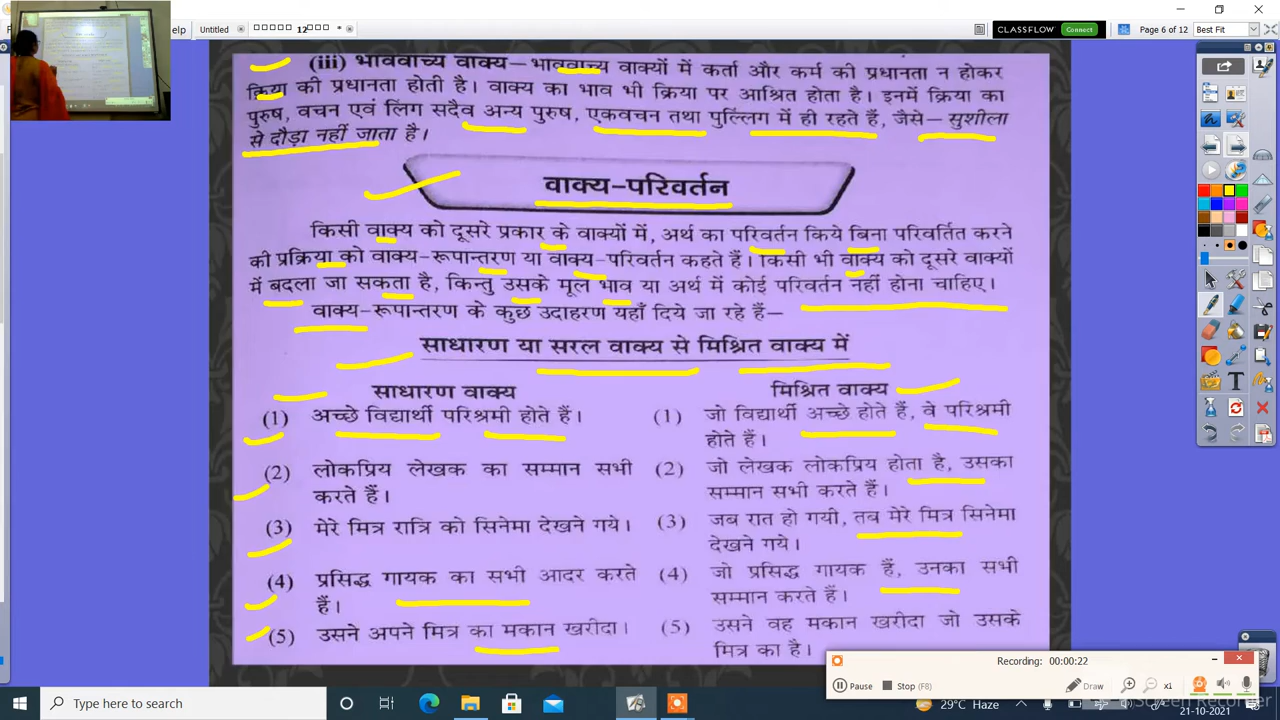 elp
Untitled
12
CLASSFLOW
Connect
Page 6 of 12
Best Fit
(iii) भाववाच्य वाक्य – भाववाच्य वाक्यों में कर्ता और कर्म की प्रधानता न होकर
क्रिया की प्रधानता होती है। वाक्य का भाव भी क्रिया पर आश्रित होता है। इनमें क्रिया का
पुरुष, वचन एवं लिंग सदैव अन्य पुरुष, एकवचन तथा पुल्लिग में ही रहते हैं, जैसे– सुशीला
से दौड़ा नहीं जाता है।
वाक्य-परिवर्तन
किसी वाक्य को दूसरे प्रकार के वाक्यों में, अर्थ का परिवर्तन किये बिना परिवर्तित करने
की प्रक्रिया को वाक्य-रूपान्तरण या वाक्य-परिवर्तन कहते हैं। किसी भी वाक्य को दूसरे वाक्यों
में बदला जा सकता है, किन्तु उसके मूल भाव या अर्थ में कोई परिवर्तन नहीं होना चाहिए।
वाक्य-रूपान्तरण के कुछ उदाहरण यहाँ दिये जा रहे हैं–
साधारण या सरल वाक्य से मिश्रित वाक्य में
साधारण वाक्य
मिश्रित वाक्य
(1) अच्छे विद्यार्थी परिश्रमी होते हैं।
(1) जो विद्यार्थी अच्छे होते हैं, वे परिश्रमी
होते हैं।
(2) लोकप्रिय लेखक का सम्मान सभी
करते हैं।
(2) जो लेखक लोकप्रिय होता है, उसका
सम्मान सभी करते हैं।
(3) मेरे मित्र रात्रि को सिनेमा देखने गये।
(3) जब रात हो गयी, तब मेरे मित्र सिनेमा
देखने गये।
(4) प्रसिद्ध गायक का सभी आदर करते
हैं।
(4) जो प्रसिद्ध गायक हैं, उनका सभी
सम्मान करते हैं।
(5) उसने अपने मित्र का मकान खरीदा।
(5) उसने वह मकान खरीदा जो उसके
मित्र का है।
Recording: 00:00:22
Pause
Stop (F8)
Draw
x1
Screen Recorder
Type here to search
29°C Haze
21-10-2021